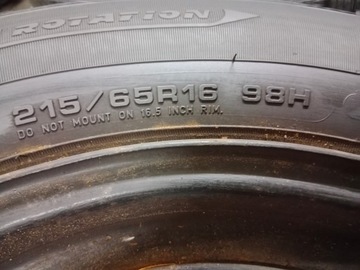 ROTATION
215/65R16 98H
DO NOT MOUNT ON 16.5 INCH RIM.